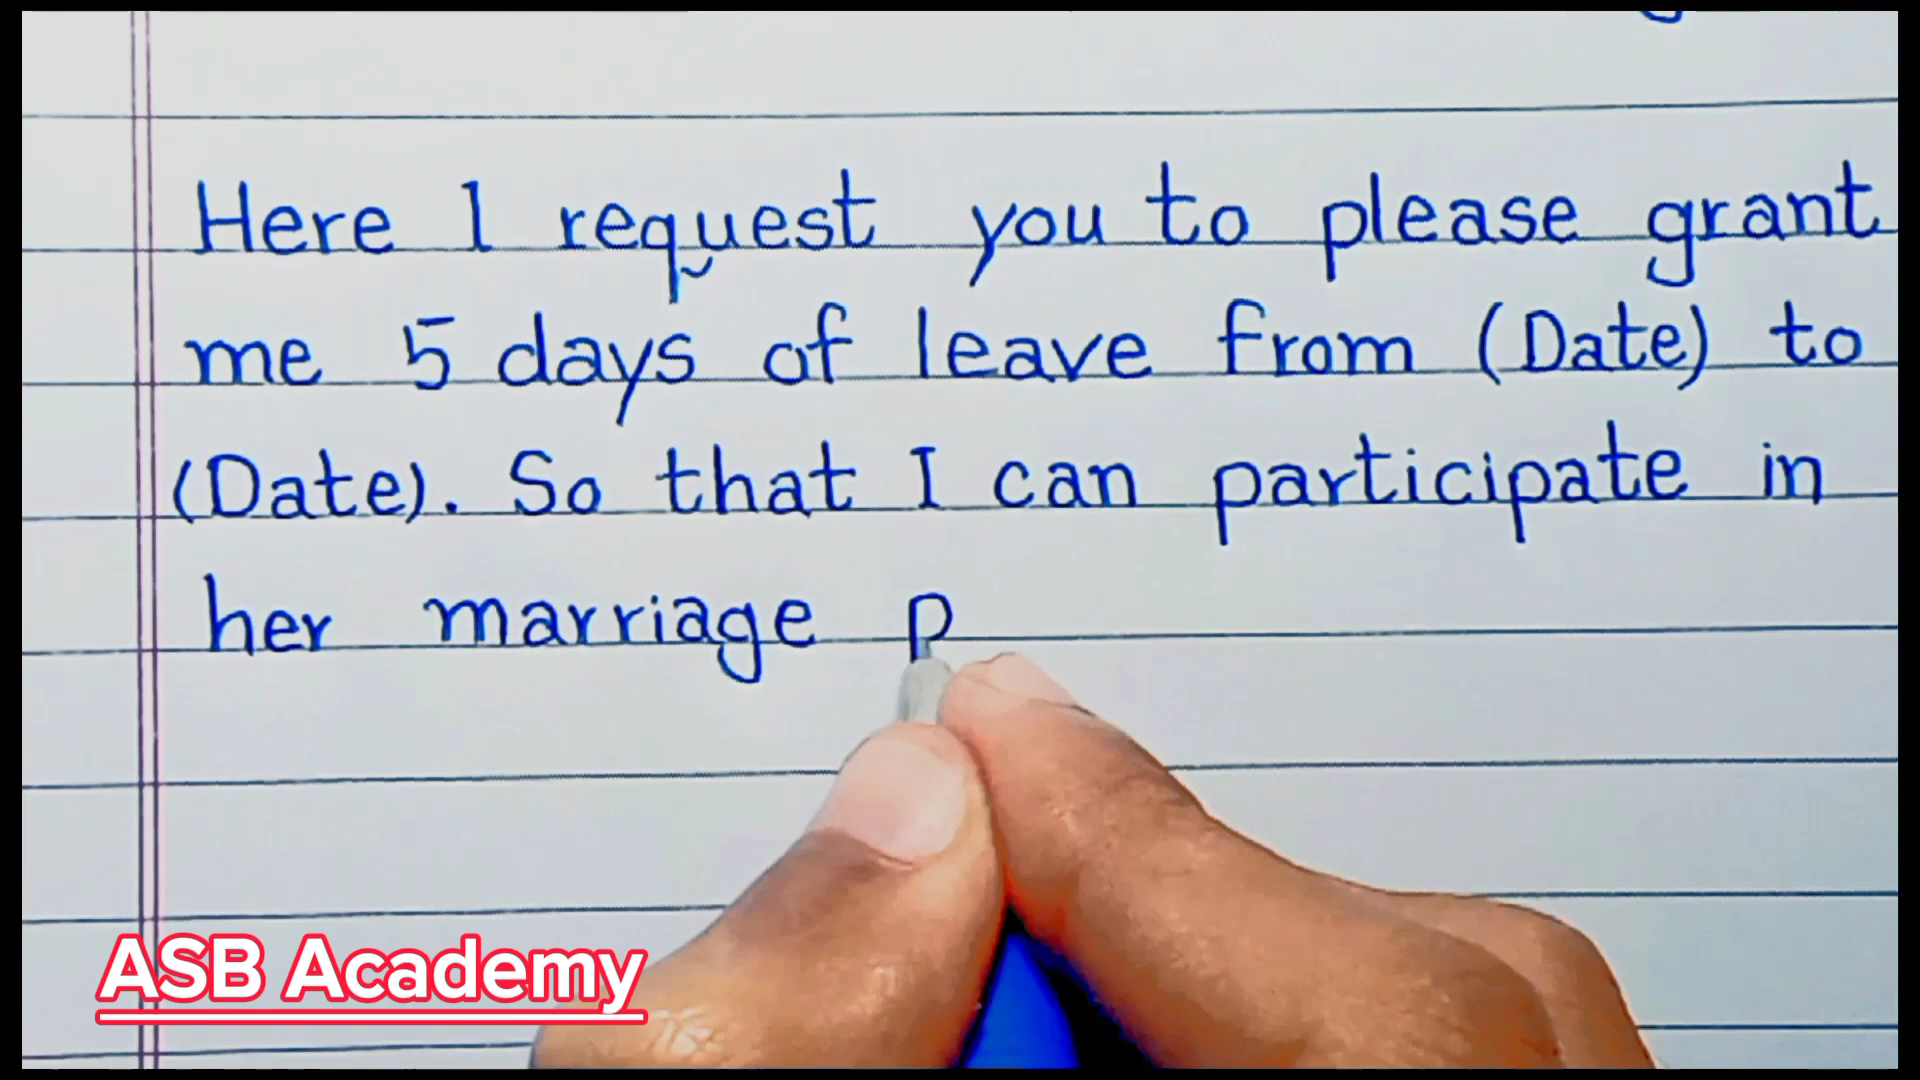 Here I request you to please grant
me 5 days of leave from (Date) to
(Date). So that I can participate in
her marriage p
ASB Academy